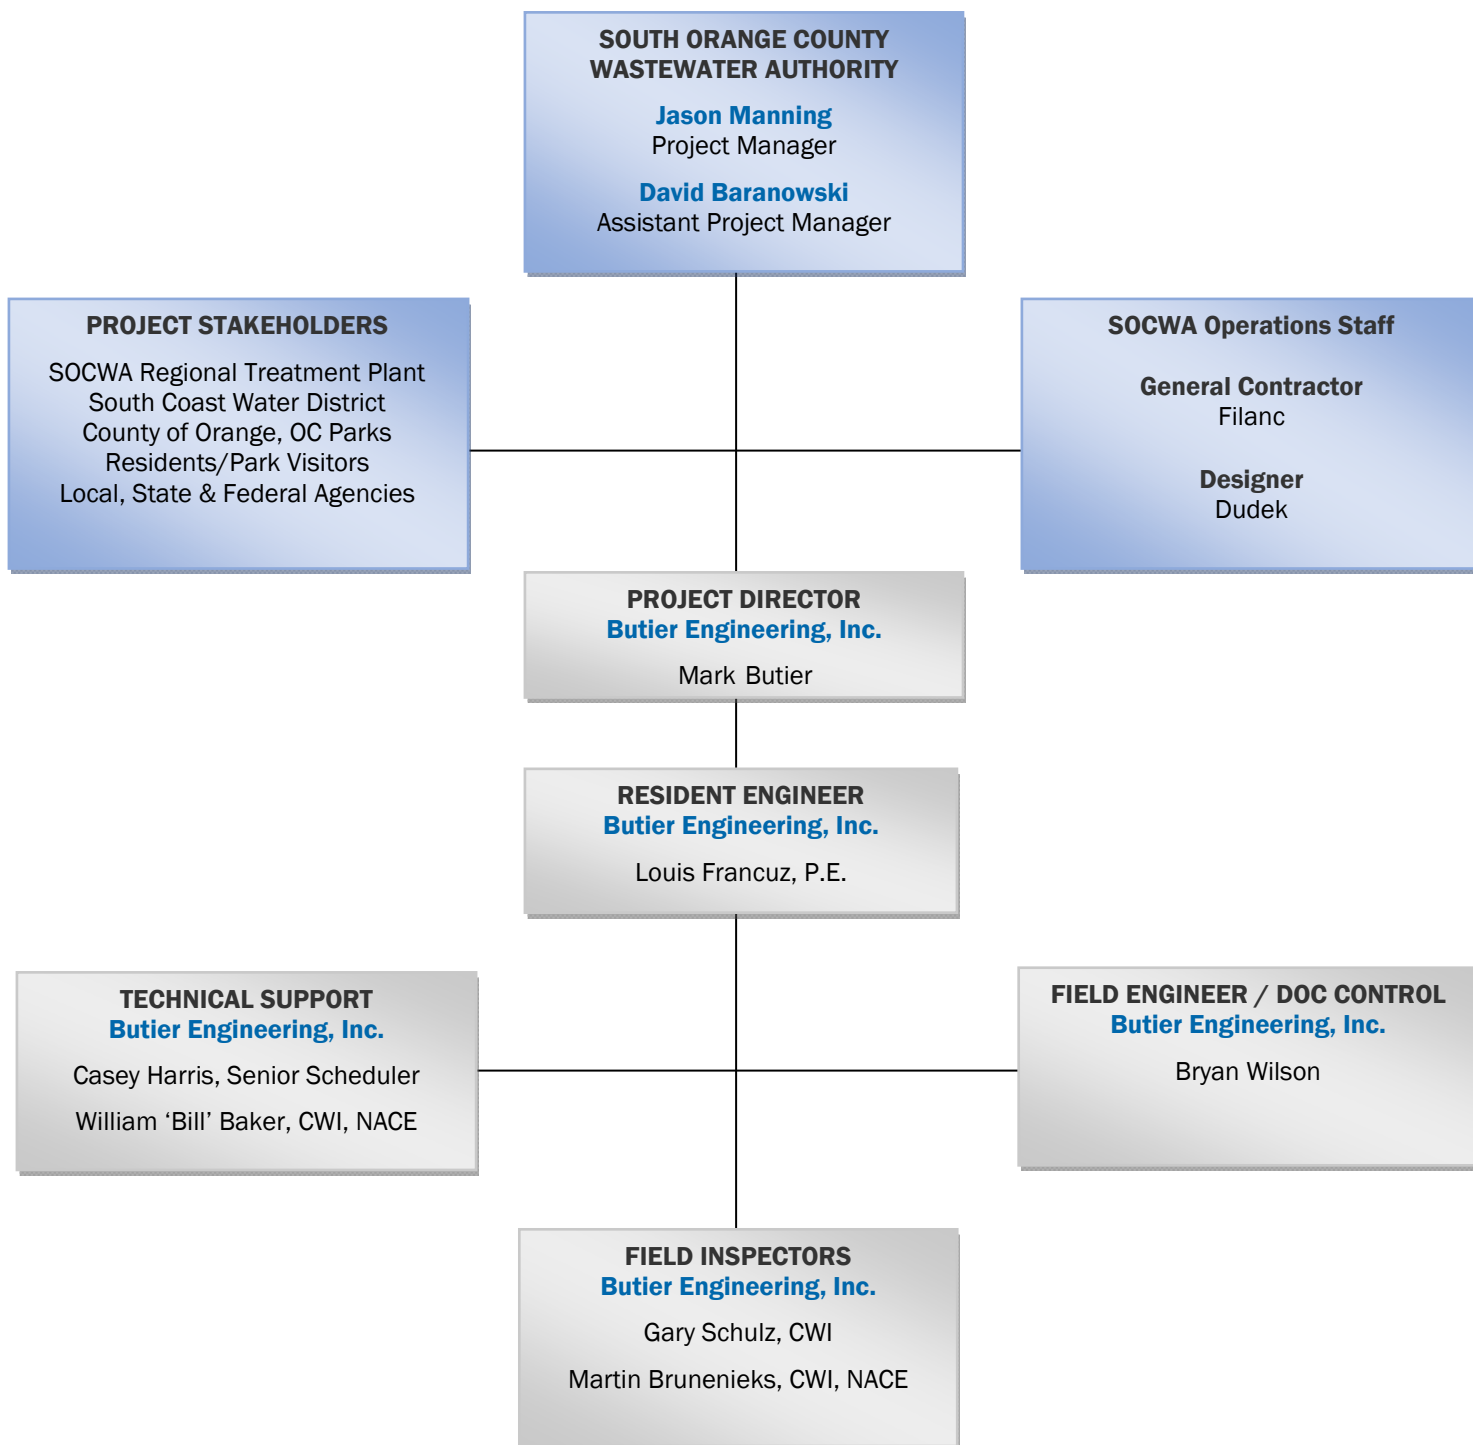 SOUTH ORANGE COUNTY
WASTEWATER AUTHORITY
Jason Manning
Project Manager
David Baranowski
Assistant Project Manager
PROJECT STAKEHOLDERS
SOCWA Regional Treatment Plant
South Coast Water District
County of Orange, OC Parks
Residents/Park Visitors
Local, State & Federal Agencies
SOCWA Operations Staff
General Contractor
Filanc
Designer
Dudek
PROJECT DIRECTOR
Butier Engineering, Inc.
Mark Butier
RESIDENT ENGINEER
Butier Engineering, Inc.
Louis Francuz, P.E.
TECHNICAL SUPPORT
Butier Engineering, Inc.
Casey Harris, Senior Scheduler
William ‘Bill’ Baker, CWI, NACE
FIELD ENGINEER / DOC CONTROL
Butier Engineering, Inc.
Bryan Wilson
FIELD INSPECTORS
Butier Engineering, Inc.
Gary Schulz, CWI
Martin Brunenieks, CWI, NACE